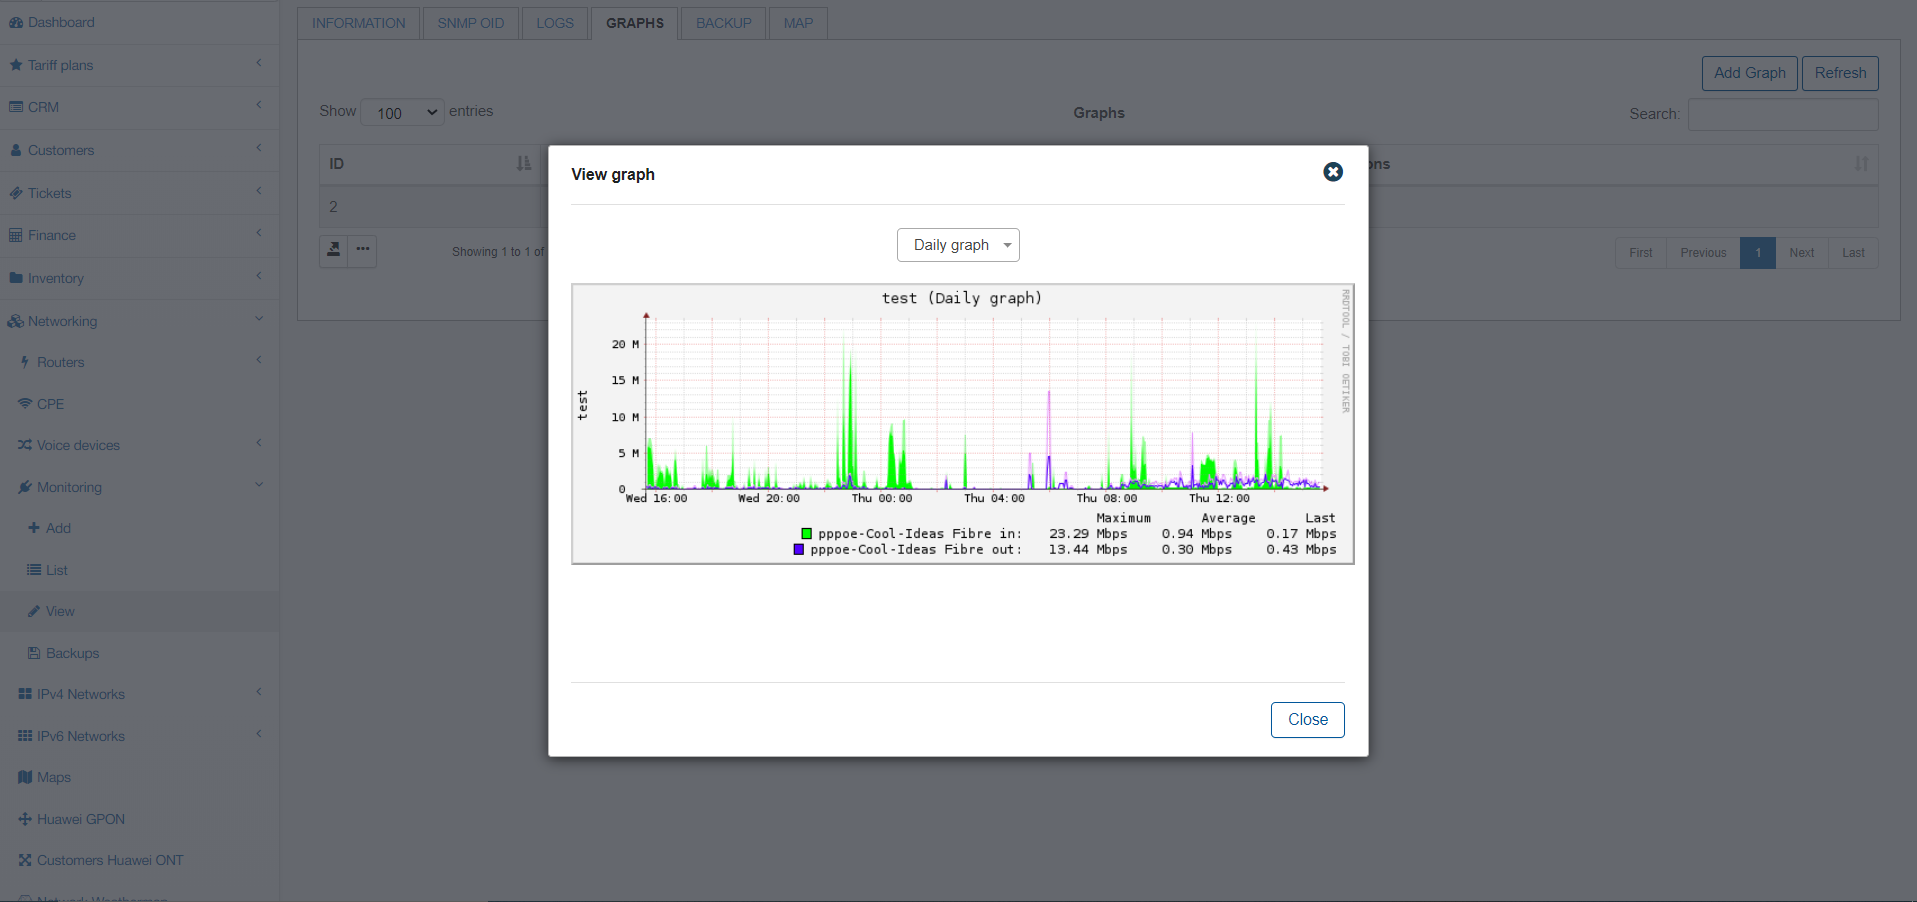 Dashboard
Tariff plans
CRM
Customers
Tickets
Finance
Inventory
Networking
Routers
CPE
Voice devices
Monitoring
Add
List
View
Backups
IPv4 Networks
IPv6 Networks
Maps
Huawei GPON
Customers Huawei ONT
INFORMATION SNMP OID LOGS GRAPHS BACKUP MAP
Add Graph Refresh
Show 100 entries
Graphs
Search:
ID
2
Showing 1 to 1 of
First Previous 1 Next Last
View graph
Daily graph
test (Daily graph)
RRDTOOL / TOBI OETIKER
test
20 M
15 M
10 M
5 M
0
Wed 16:00 Wed 20:00 Thu 00:00 Thu 04:00 Thu 08:00 Thu 12:00
Maximum Average Last
pppoe-Cool-Ideas Fibre in: 23.29 Mbps 0.94 Mbps 0.17 Mbps
pppoe-Cool-Ideas Fibre out: 13.44 Mbps 0.30 Mbps 0.43 Mbps
Close